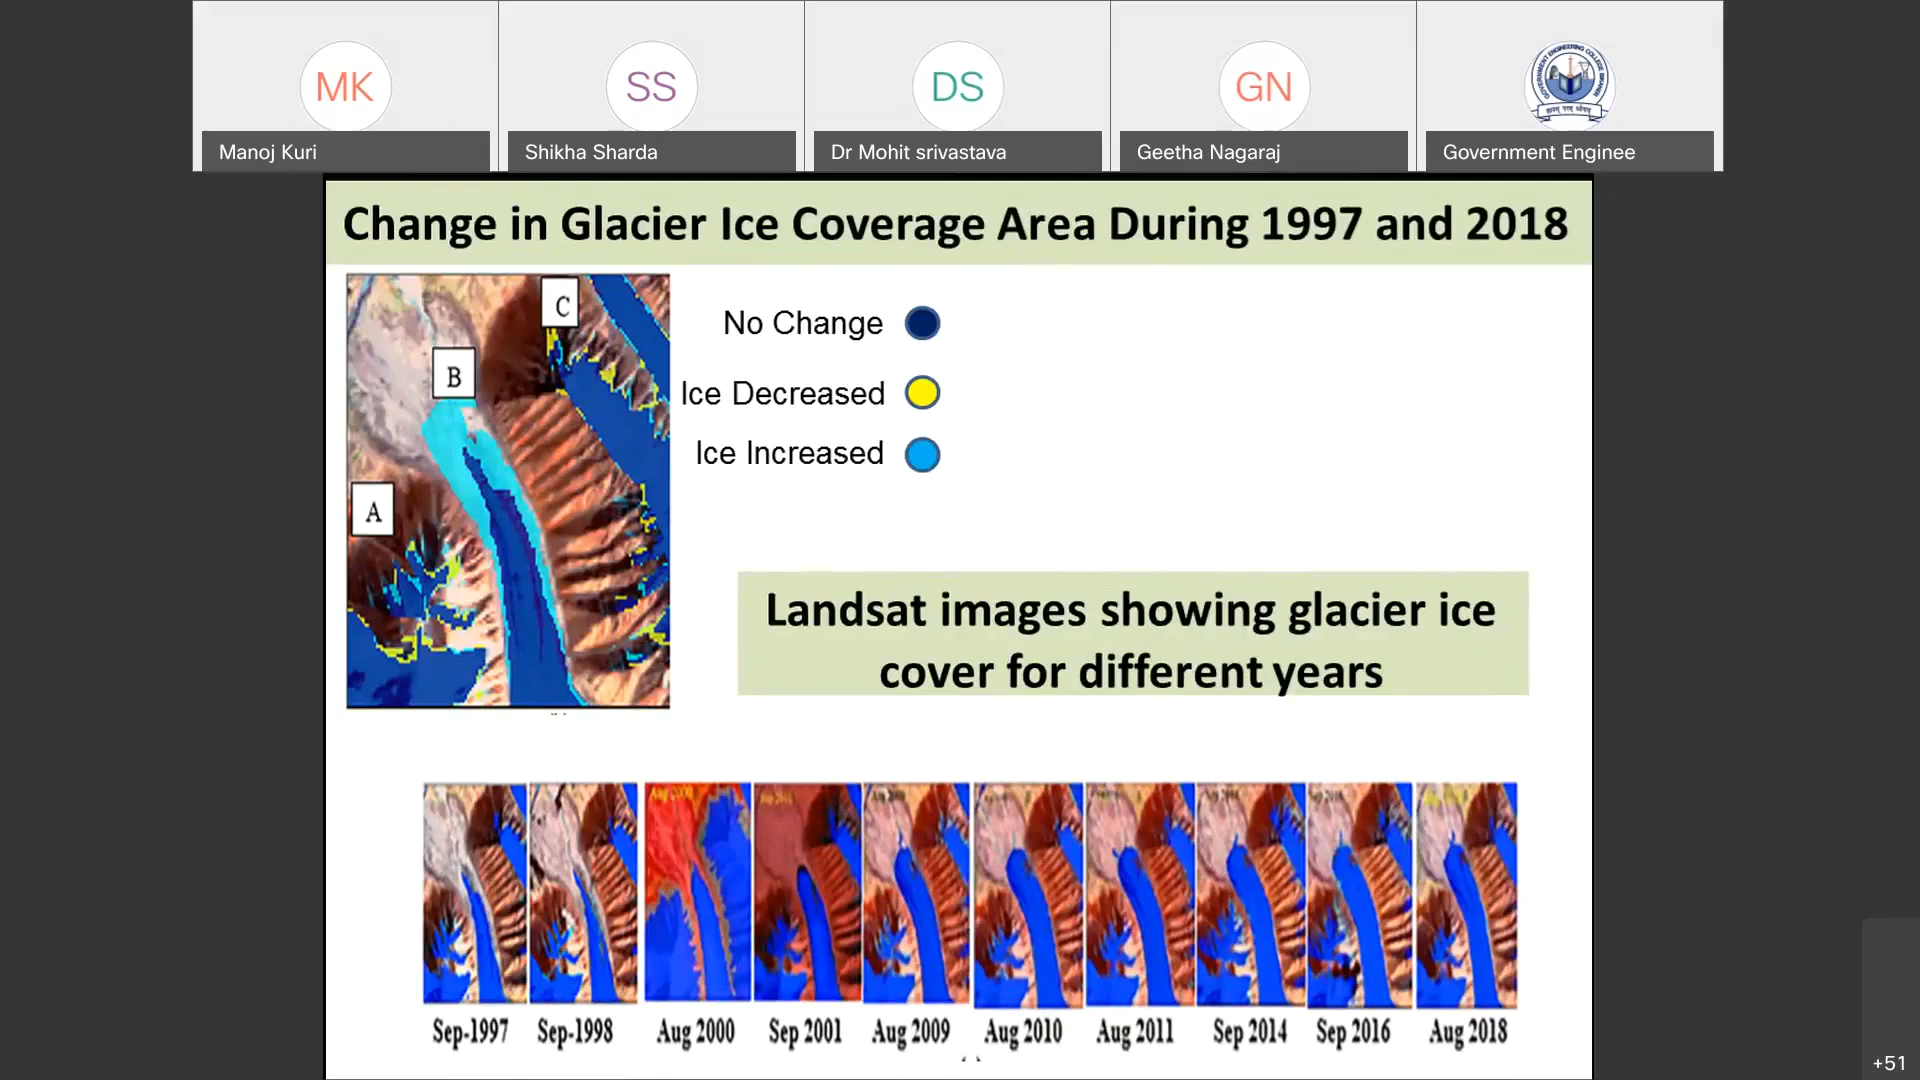 MK
SS
DS
GN
Manoj Kuri
Shikha Sharda
Dr Mohit srivastava
Geetha Nagaraj
Government Enginee
Change in Glacier Ice Coverage Area During 1997 and 2018
C
B
A
No Change
Ice Decreased
Ice Increased
Landsat images showing glacier ice
cover for different years
Sep-1997
Sep-1998
Aug 2000
Sep 2001
Aug 2009
Aug 2010
Aug 2011
Sep 2014
Sep 2016
Aug 2018
+51